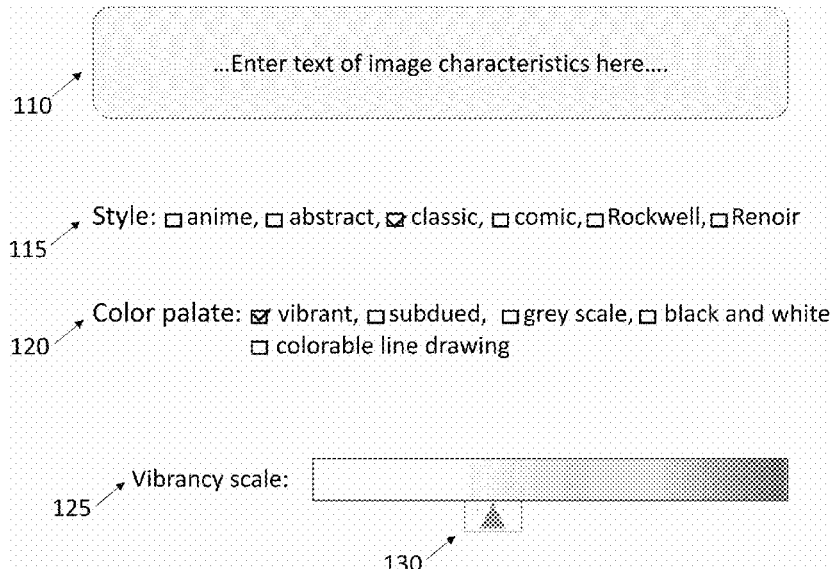 ...Enter text of image characteristics here....
110
Style: anime, abstract, classic, comic, Rockwell, Renoir
115
Color palate: vibrant, subdued, grey scale, black and white
120
colorable line drawing
Vibrancy scale:
125
130